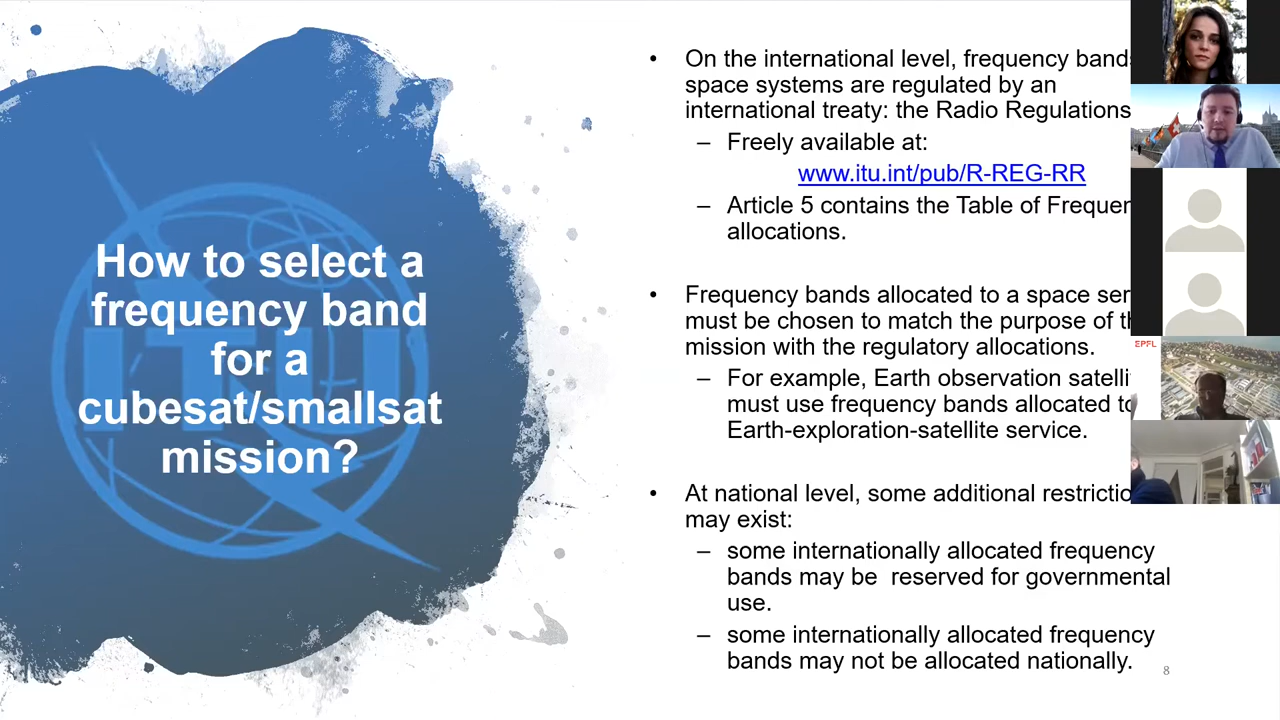 How to select a
frequency band
for a
cubesat/smallsat
mission?
ITU
• On the international level, frequency band
space systems are regulated by an
international treaty: the Radio Regulations
– Freely available at:
www.itu.int/pub/R-REG-RR
– Article 5 contains the Table of
allocations.
• Frequency bands allocated to a space
must be chosen to match the purpose of
mission with the regulatory allocations.
– For example, Earth observation
must use frequency bands allocated
Earth-exploration-satellite service.
• At national level, some additional
may exist:
– some internationally allocated frequency
bands may be reserved for governmental
use.
– some internationally allocated frequency
bands may not be allocated nationally.
8
EPFL